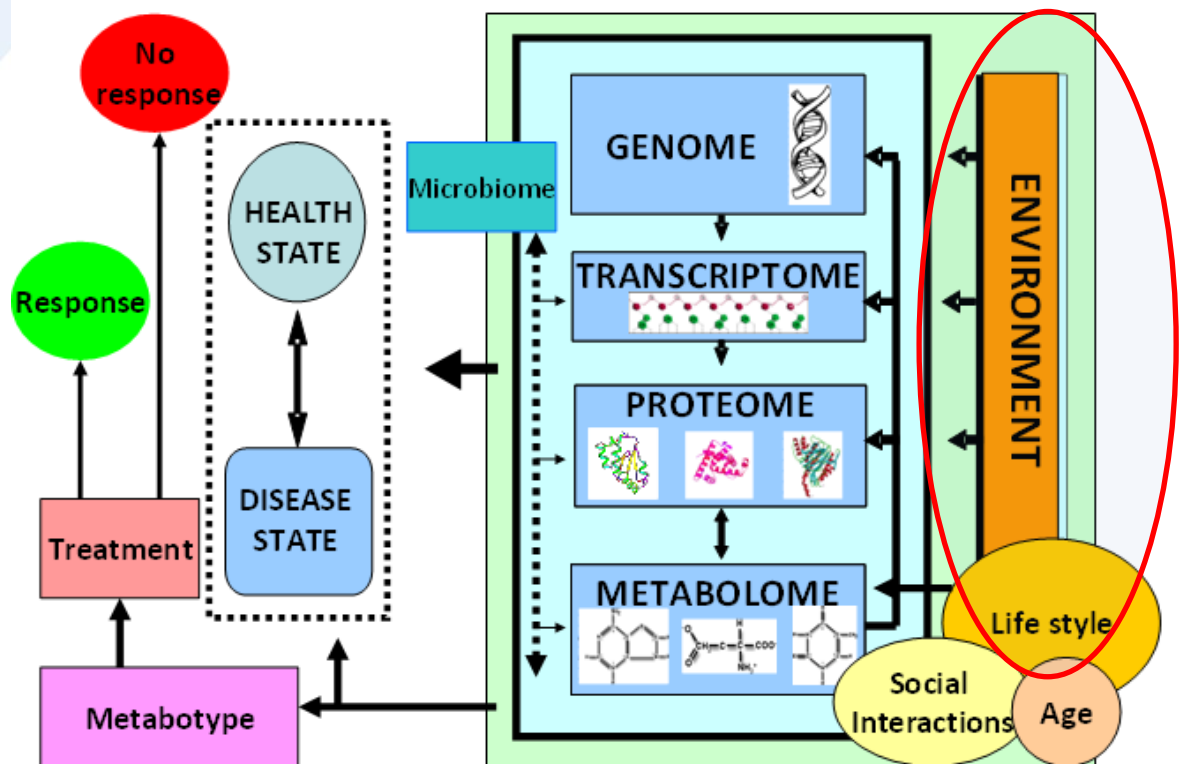 No
response
GENOME
Microbiome
HEALTH
STATE
ENVIRONMENT
TRANSCRIPTOME
Response
PROTEOME
DISEASE
STATE
Treatment
METABOLOME
Life style
Social
Interactions
Age
Metabotype